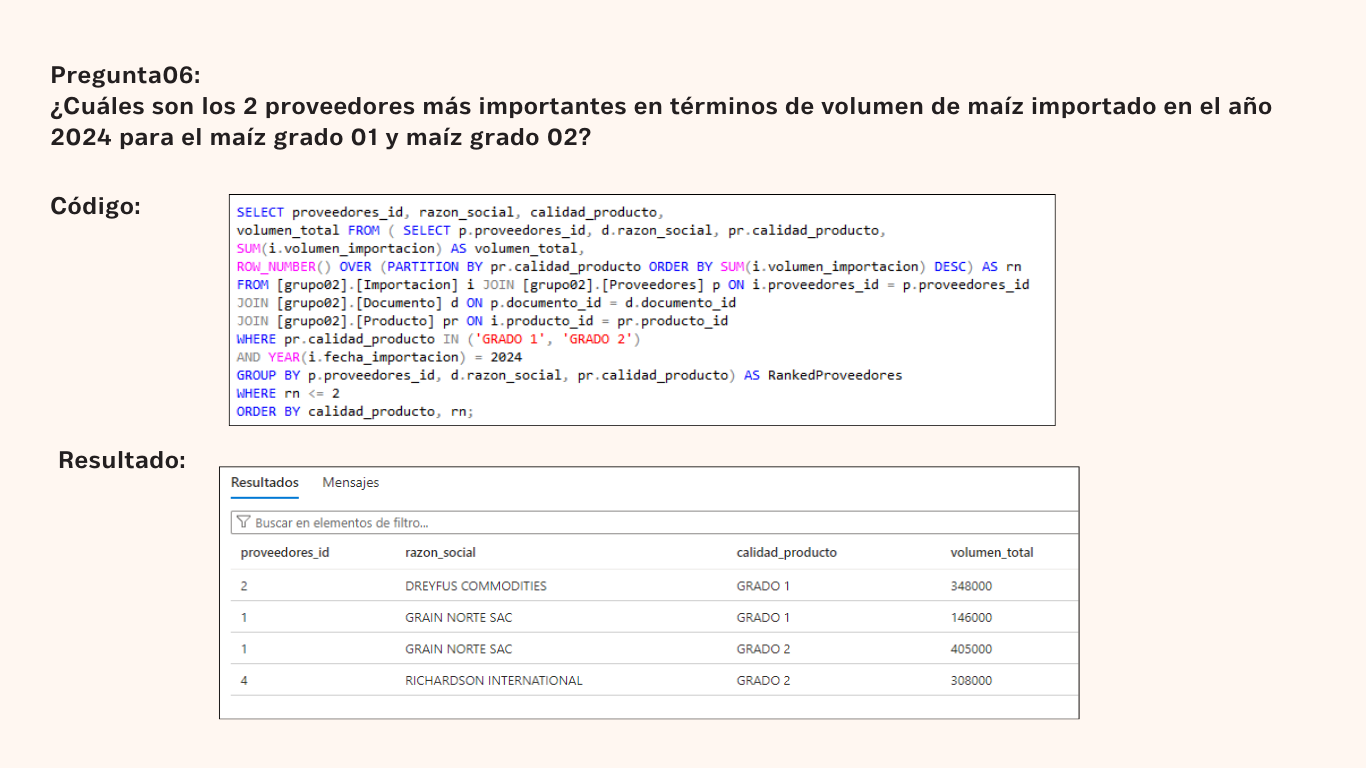 Pregunta06:
¿Cuáles son los 2 proveedores más importantes en términos de volumen de maíz importado en el año
2024 para el maíz grado 01 y maíz grado 02?
Código:
SELECT proveedores_id, razon_social, calidad_producto,
volumen_total FROM ( SELECT p.proveedores_id, d.razon_social, pr.calidad_producto,
SUM(i.volumen_importacion) AS volumen_total,
ROW_NUMBER() OVER (PARTITION BY pr.calidad_producto ORDER BY SUM(i.volumen_importacion) DESC) AS rn
FROM [grupo02].[Importacion] i JOIN [grupo02].[Proveedores] p ON i.proveedores_id = p.proveedores_id
JOIN [grupo02].[Documento] d ON p.documento_id = d.documento_id
JOIN [grupo02].[Producto] pr ON i.producto_id = pr.producto_id
WHERE pr.calidad_producto IN ('GRADO 1', 'GRADO 2')
AND YEAR(i.fecha_importacion) = 2024
GROUP BY p.proveedores_id, d.razon_social, pr.calidad_producto) AS RankedProveedores
WHERE rn <= 2
ORDER BY calidad_producto, rn;
Resultado:
Resultados Mensajes
Buscar en elementos de filtro...
proveedores_id razon_social calidad_producto volumen_total
2 DREYFUS COMMODITIES GRADO 1 348000
1 GRAIN NORTE SAC GRADO 1 146000
1 GRAIN NORTE SAC GRADO 2 405000
4 RICHARDSON INTERNATIONAL GRADO 2 308000